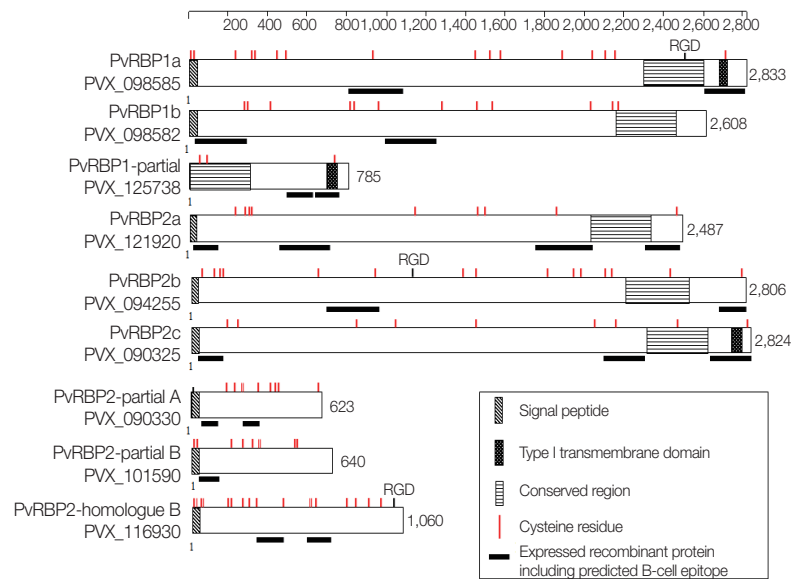 200 400 600 800 1,000 1,200 1,400 1,600 1,800 2,000 2,200 2,400 2,600 2,800
RGD
PvRBP1a
PVX_098585
2,833
1
PvRBP1b
PVX_098582
2,608
1
PvRBP1-partial
PVX_125738
785
1
PvRBP2a
PVX_121920
2,487
1
RGD
PvRBP2b
PVX_094255
2,806
1
PvRBP2c
PVX_090325
2,824
1
PvRBP2-partial A
PVX_090330
623
1
PvRBP2-partial B
PVX_101590
640
1
RGD
PvRBP2-homologue B
PVX_116930
1,060
1
Signal peptide
Type I transmembrane domain
Conserved region
Cysteine residue
Expressed recombinant protein
including predicted B-cell epitope